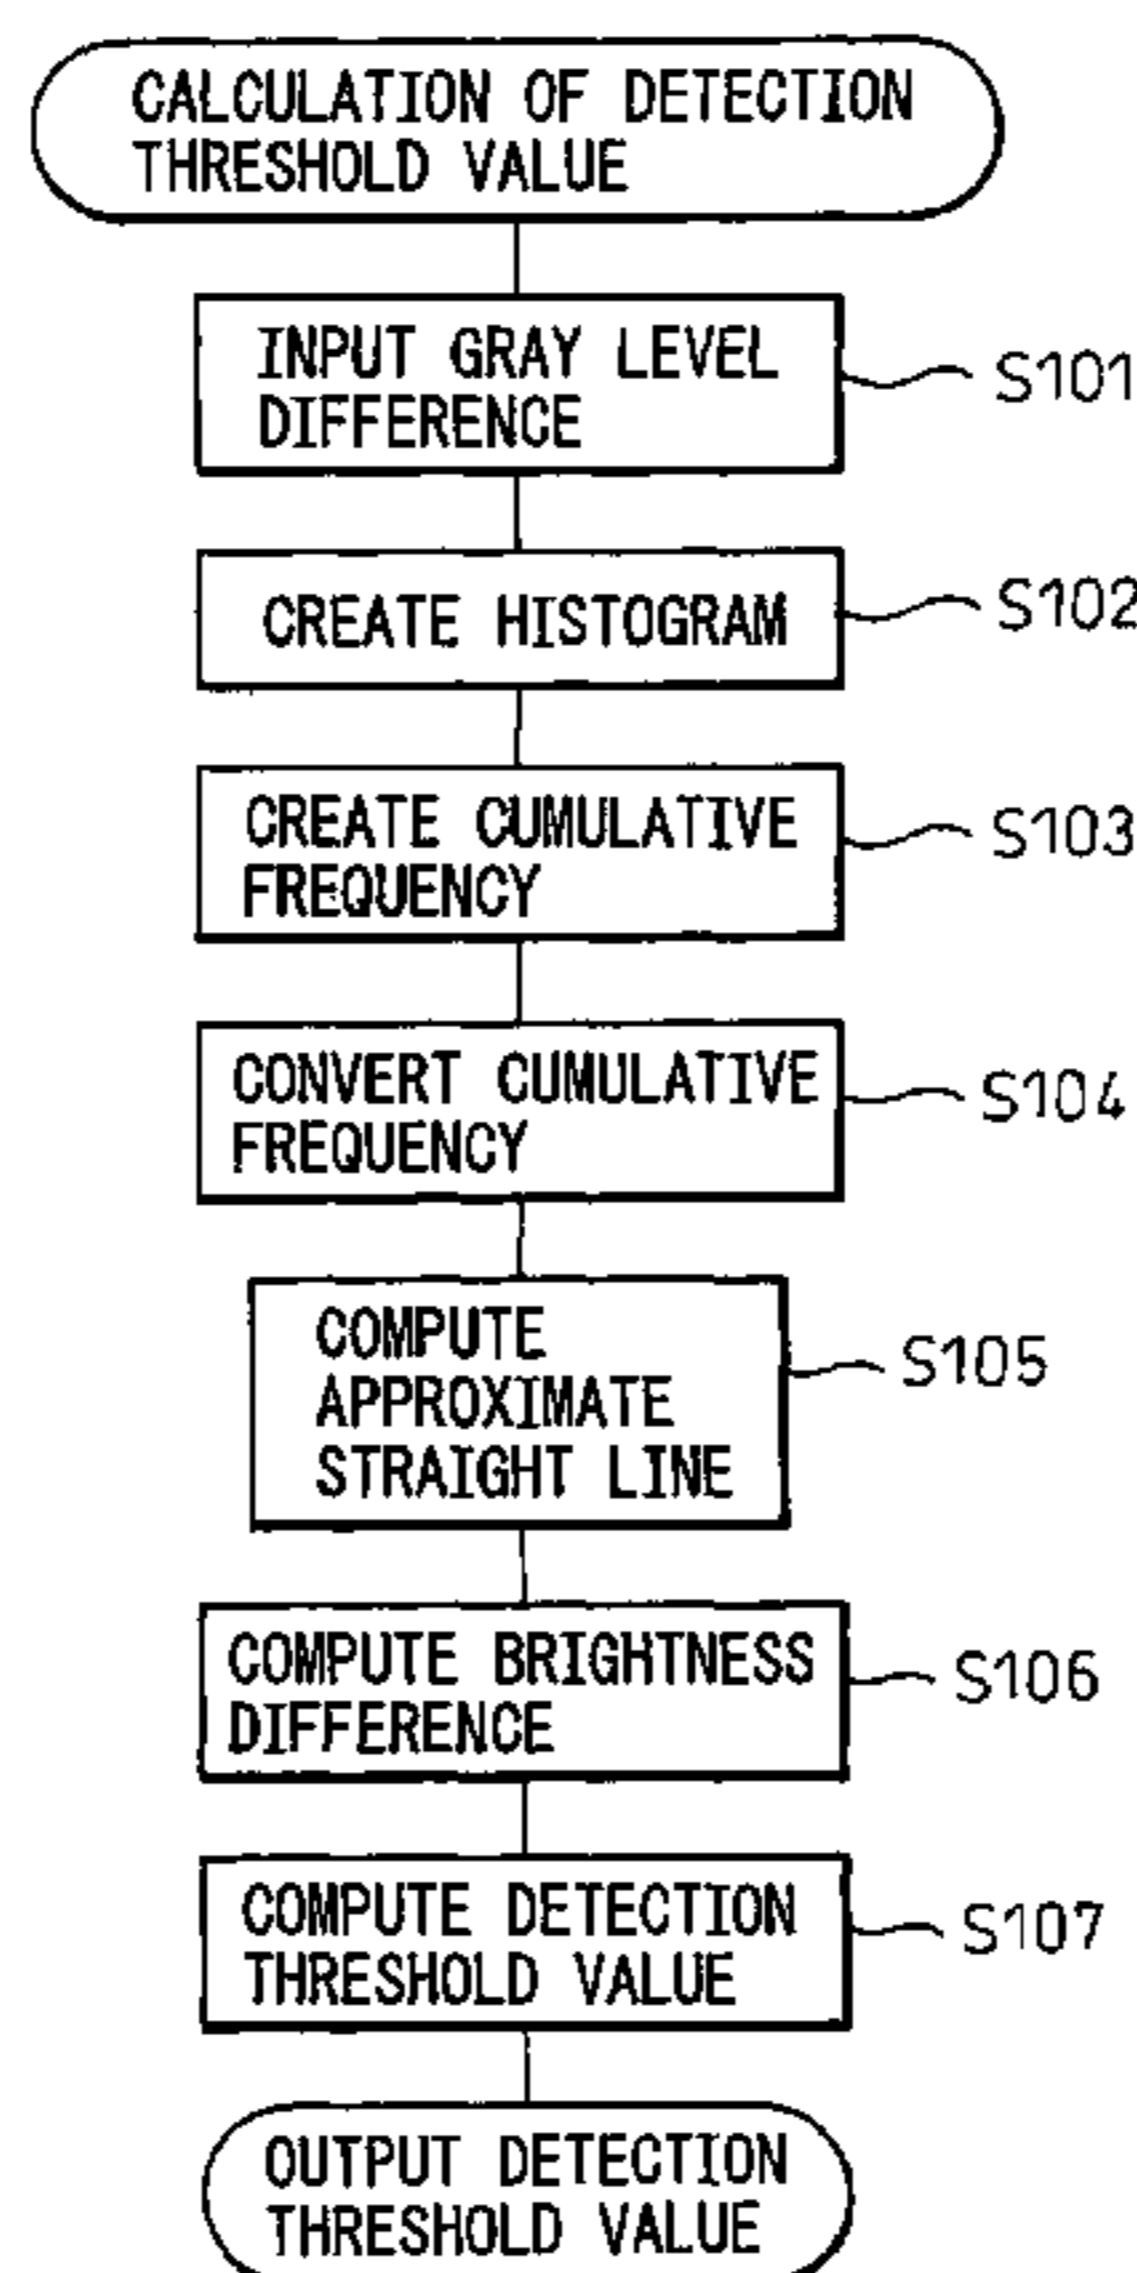 CALCULATION OF DETECTION
THRESHOLD VALUE
INPUT GRAY LEVEL
DIFFERENCE
S101
CREATE HISTOGRAM
S102
CREATE CUMULATIVE
FREQUENCY
S103
CONVERT CUMULATIVE
FREQUENCY
S104
COMPUTE
APPROXIMATE
STRAIGHT LINE
S105
COMPUTE BRIGHTNESS
DIFFERENCE
S106
COMPUTE DETECTION
THRESHOLD VALUE
S107
OUTPUT DETECTION
THRESHOLD VALUE